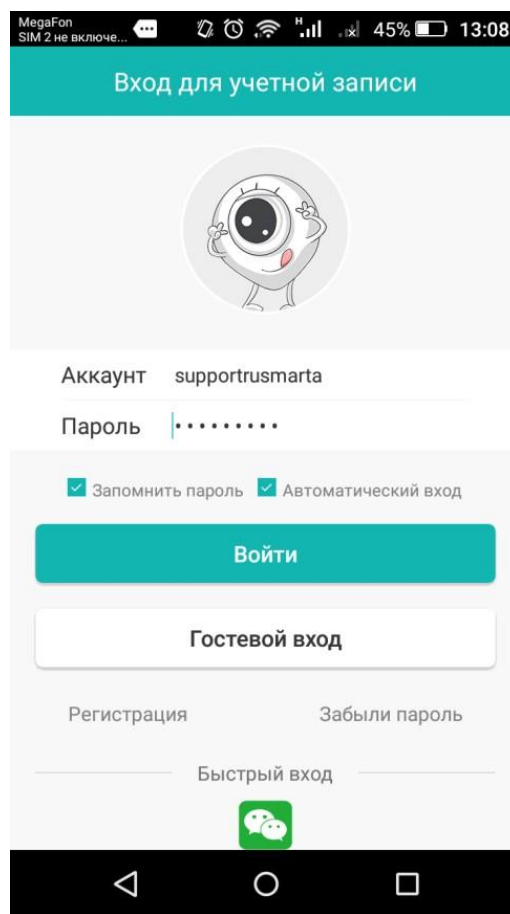 MegaFon
SIM 2 не включе...
H
45%
13:08
Вход для учетной записи
Аккаунт supportrusmarta
Пароль •••••••••
Запомнить пароль Автоматический вход
Войти
Гостевой вход
Регистрация Забыли пароль
Быстрый вход